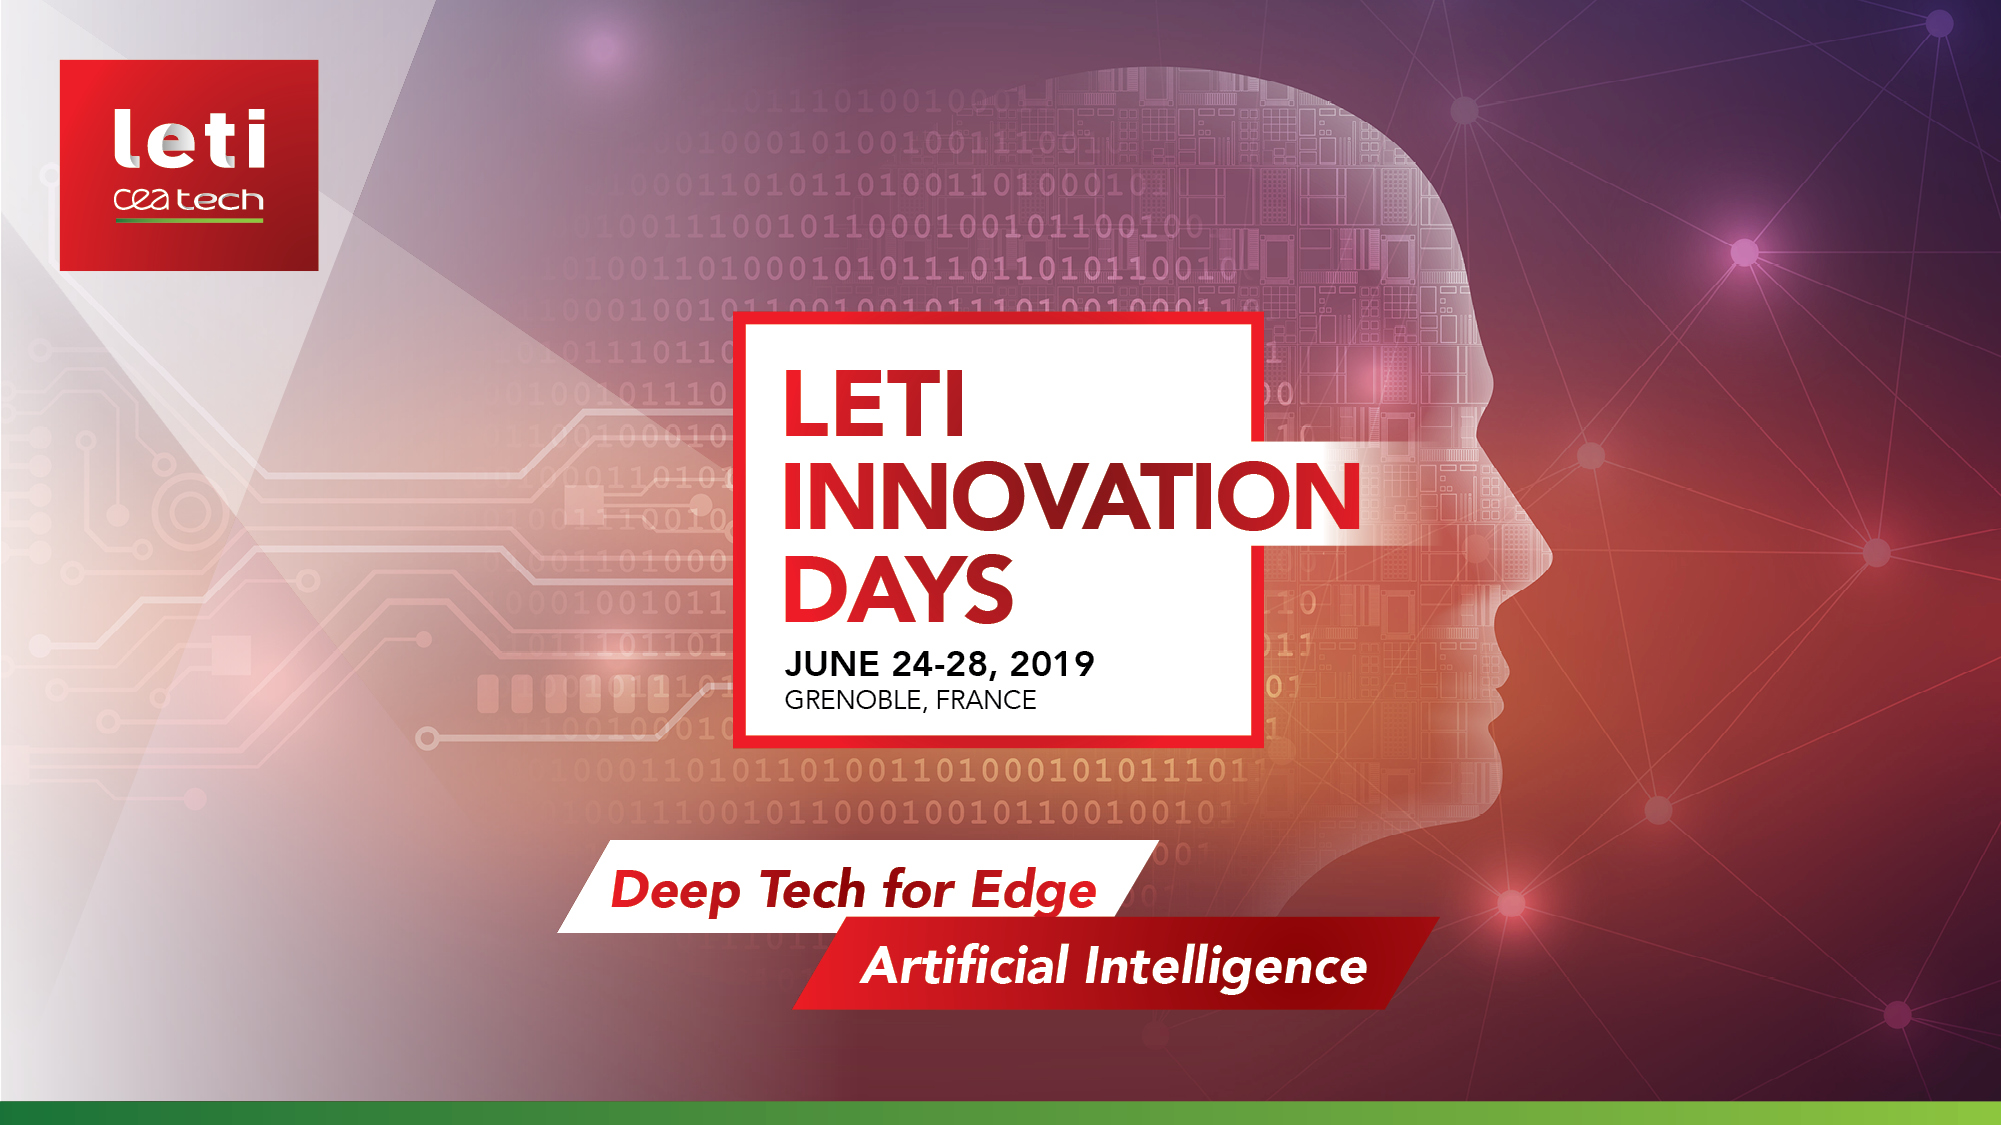 leti
cea tech
LETI
INNOVATION
DAYS
JUNE 24-28, 2019
GRENOBLE, FRANCE
Deep Tech for Edge
Artificial Intelligence